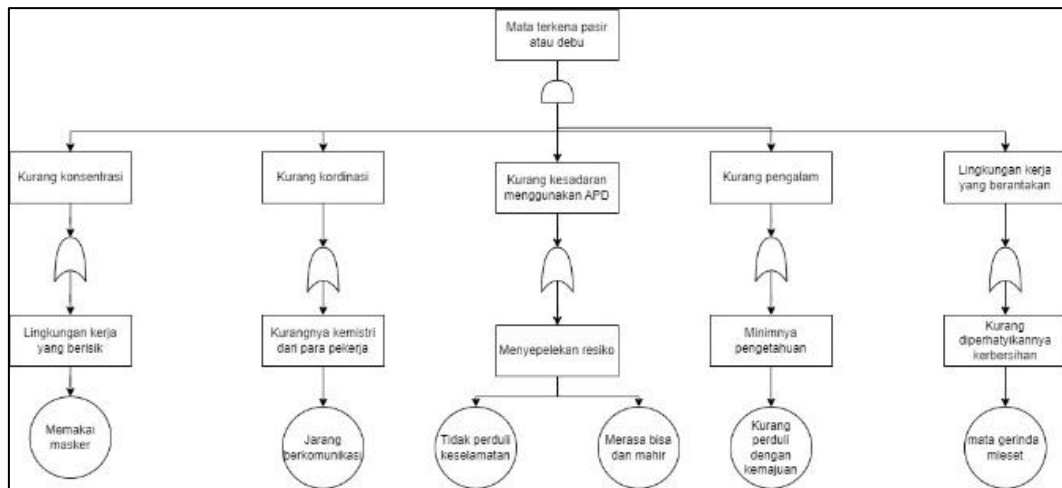 Mata terkena pasir
atau debu
Kurang konsentrasi
Kurang kordinasi
Kurang kesadaran
menggunakan APD
Kurang pengalam
Lingkungan kerja
yang berantakan
Lingkungan kerja
yang berisik
Kurangnya kemistri
dari para pekerja
Menyepelekan resiko
Minimnya
pengetahuan
Kurang
diperhatyikannya
kerbersihan
Memakai
masker
Jarang
berkomunikasi
Tidak perduli
keselamatan
Merasa bisa
dan mahir
Kurang
perduli
dengan
kemajuan
mata gerinda
mleset